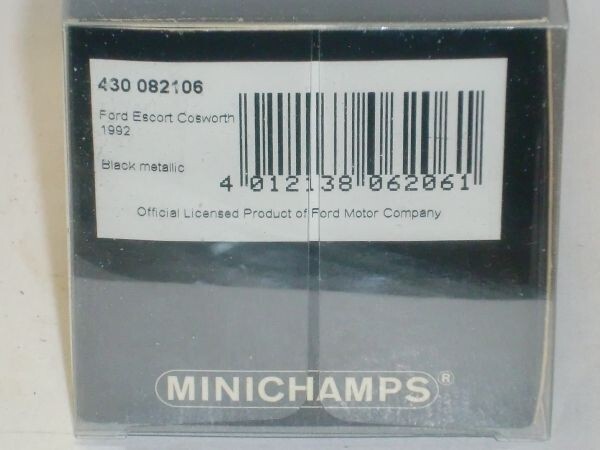 430 082106
Ford Escort Cosworth
1992
Black metallic
4 012138 062061
Official Licensed Product of Ford Motor Company
MINICHAMPS®